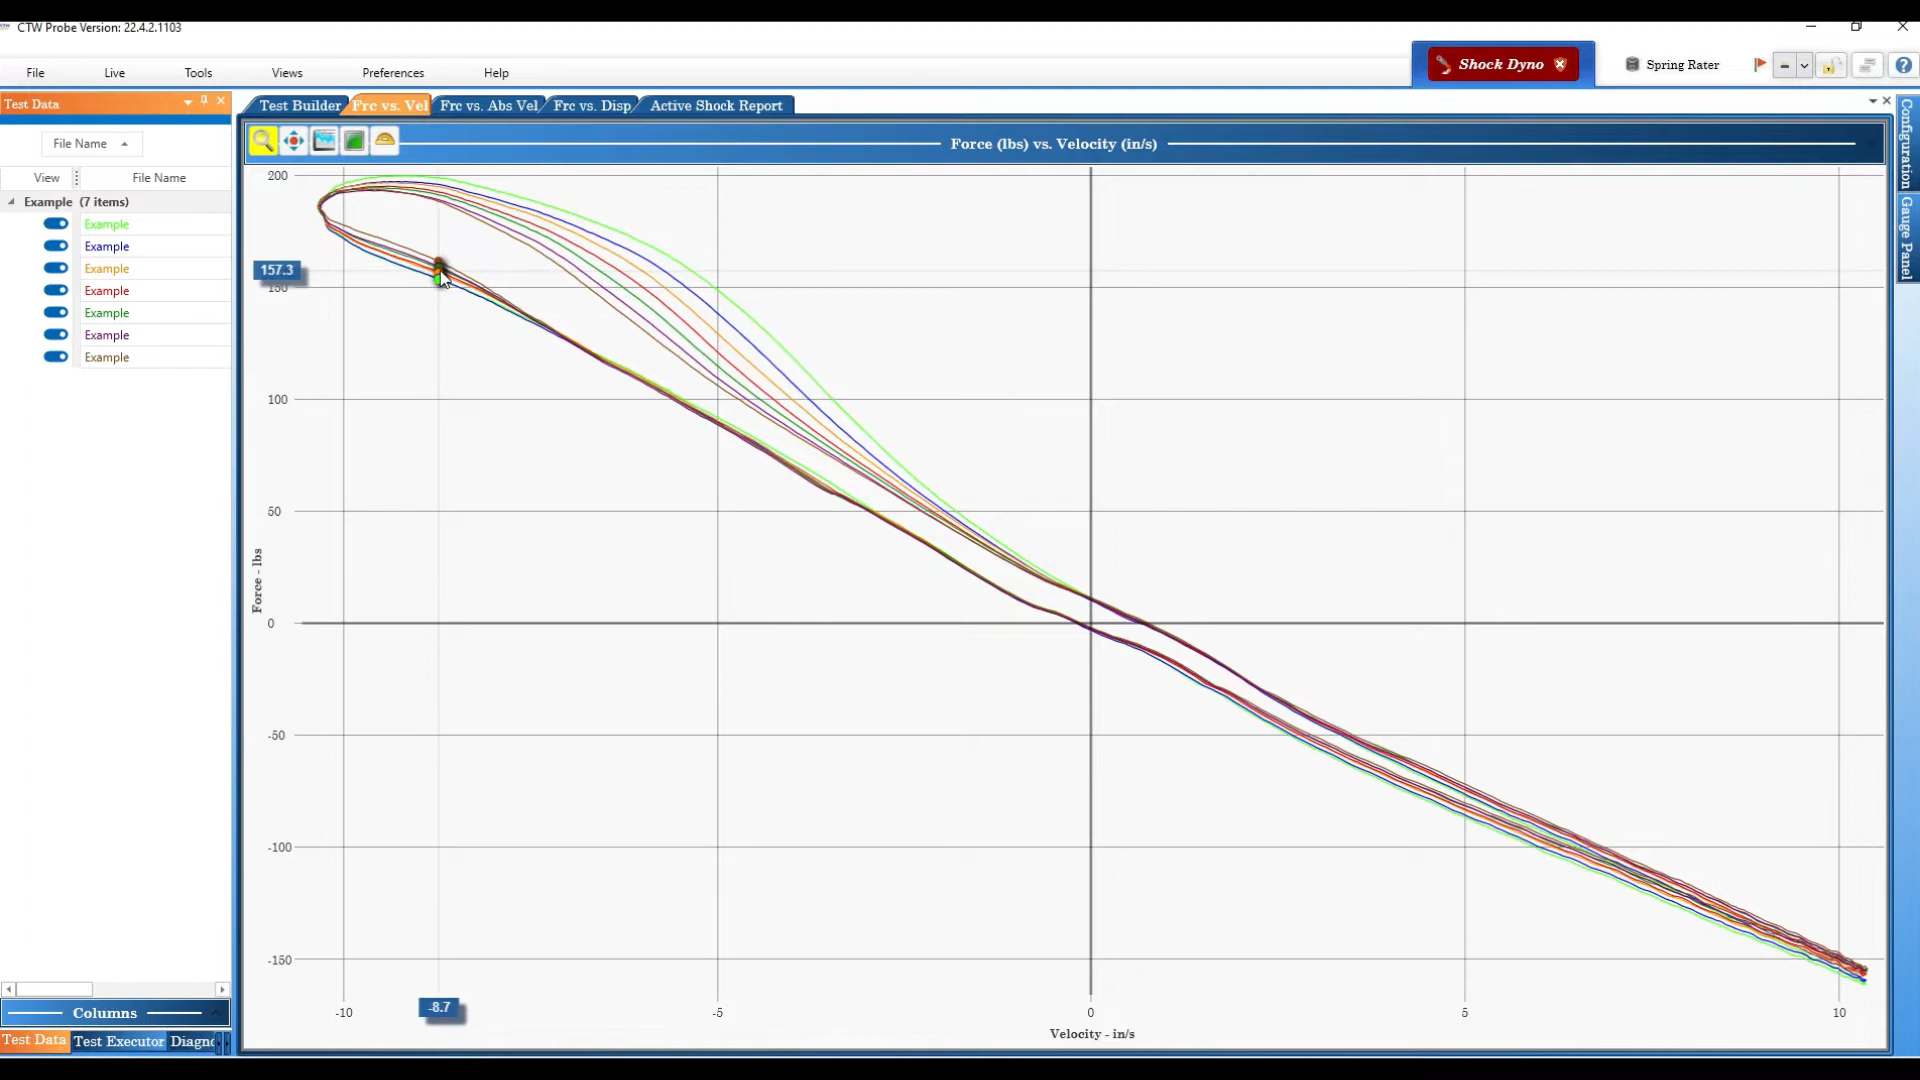 CTW Probe Version: 22.4.2.1103
File Live Tools Views Preferences Help
Shock Dyno
Spring Rater
Test Data
Test Builder Frc vs. Vel Frc vs. Abs Vel Frc vs. Disp Active Shock Report
File Name
View File Name
Example (7 items)
Example
Example
Example
Example
Example
Example
Example
Force (lbs) vs. Velocity (in/s)
Configuration
Gauge Panel
200
157.3
150
100
50
0
-50
-100
-150
Force - lbs
-10 -8.7 -5 0 5 10
Velocity - in/s
Columns
Test Data Test Executor Diagno